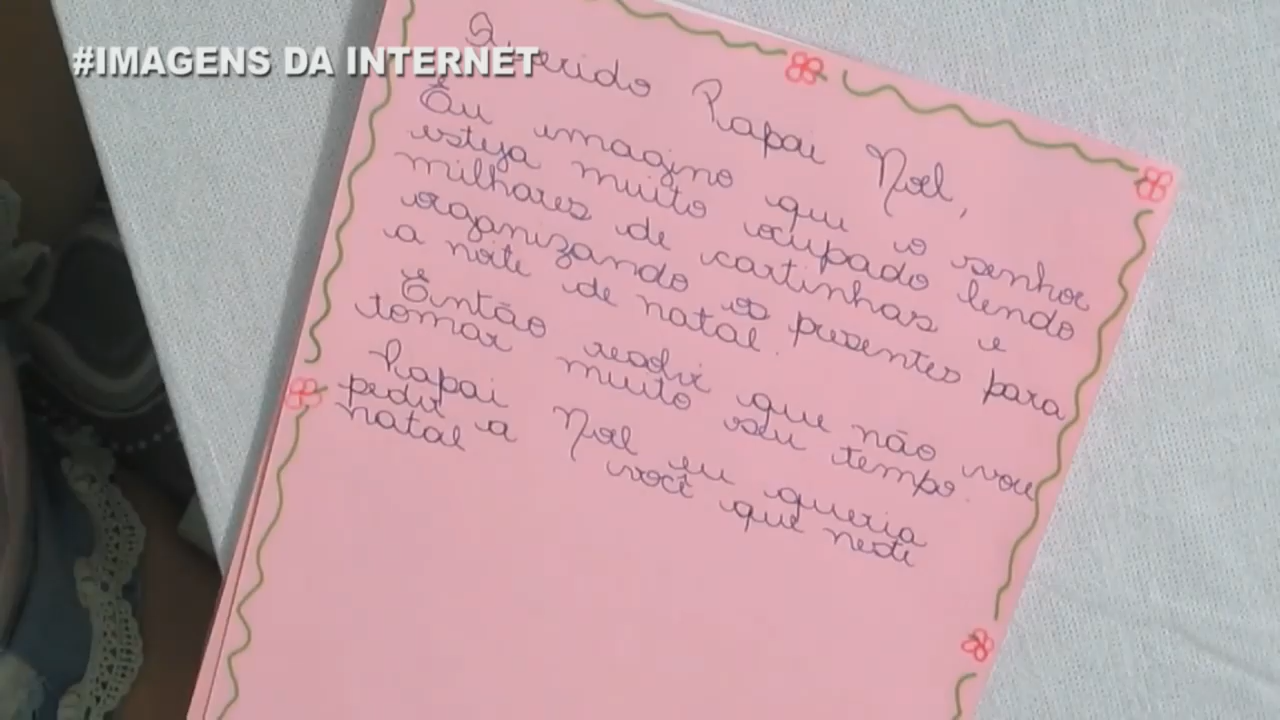 #IMAGENS DA INTERNET
Querido Papai Noel,
Eu imagino que o senhor
esteja muito ocupado lendo
milhares de cartinhas e
organizando os presentes para
a noite de natal.
Então resolvi que não vou
tomar muito seu tempo.
Papai Noel eu queria
pedir a você que neste
natal